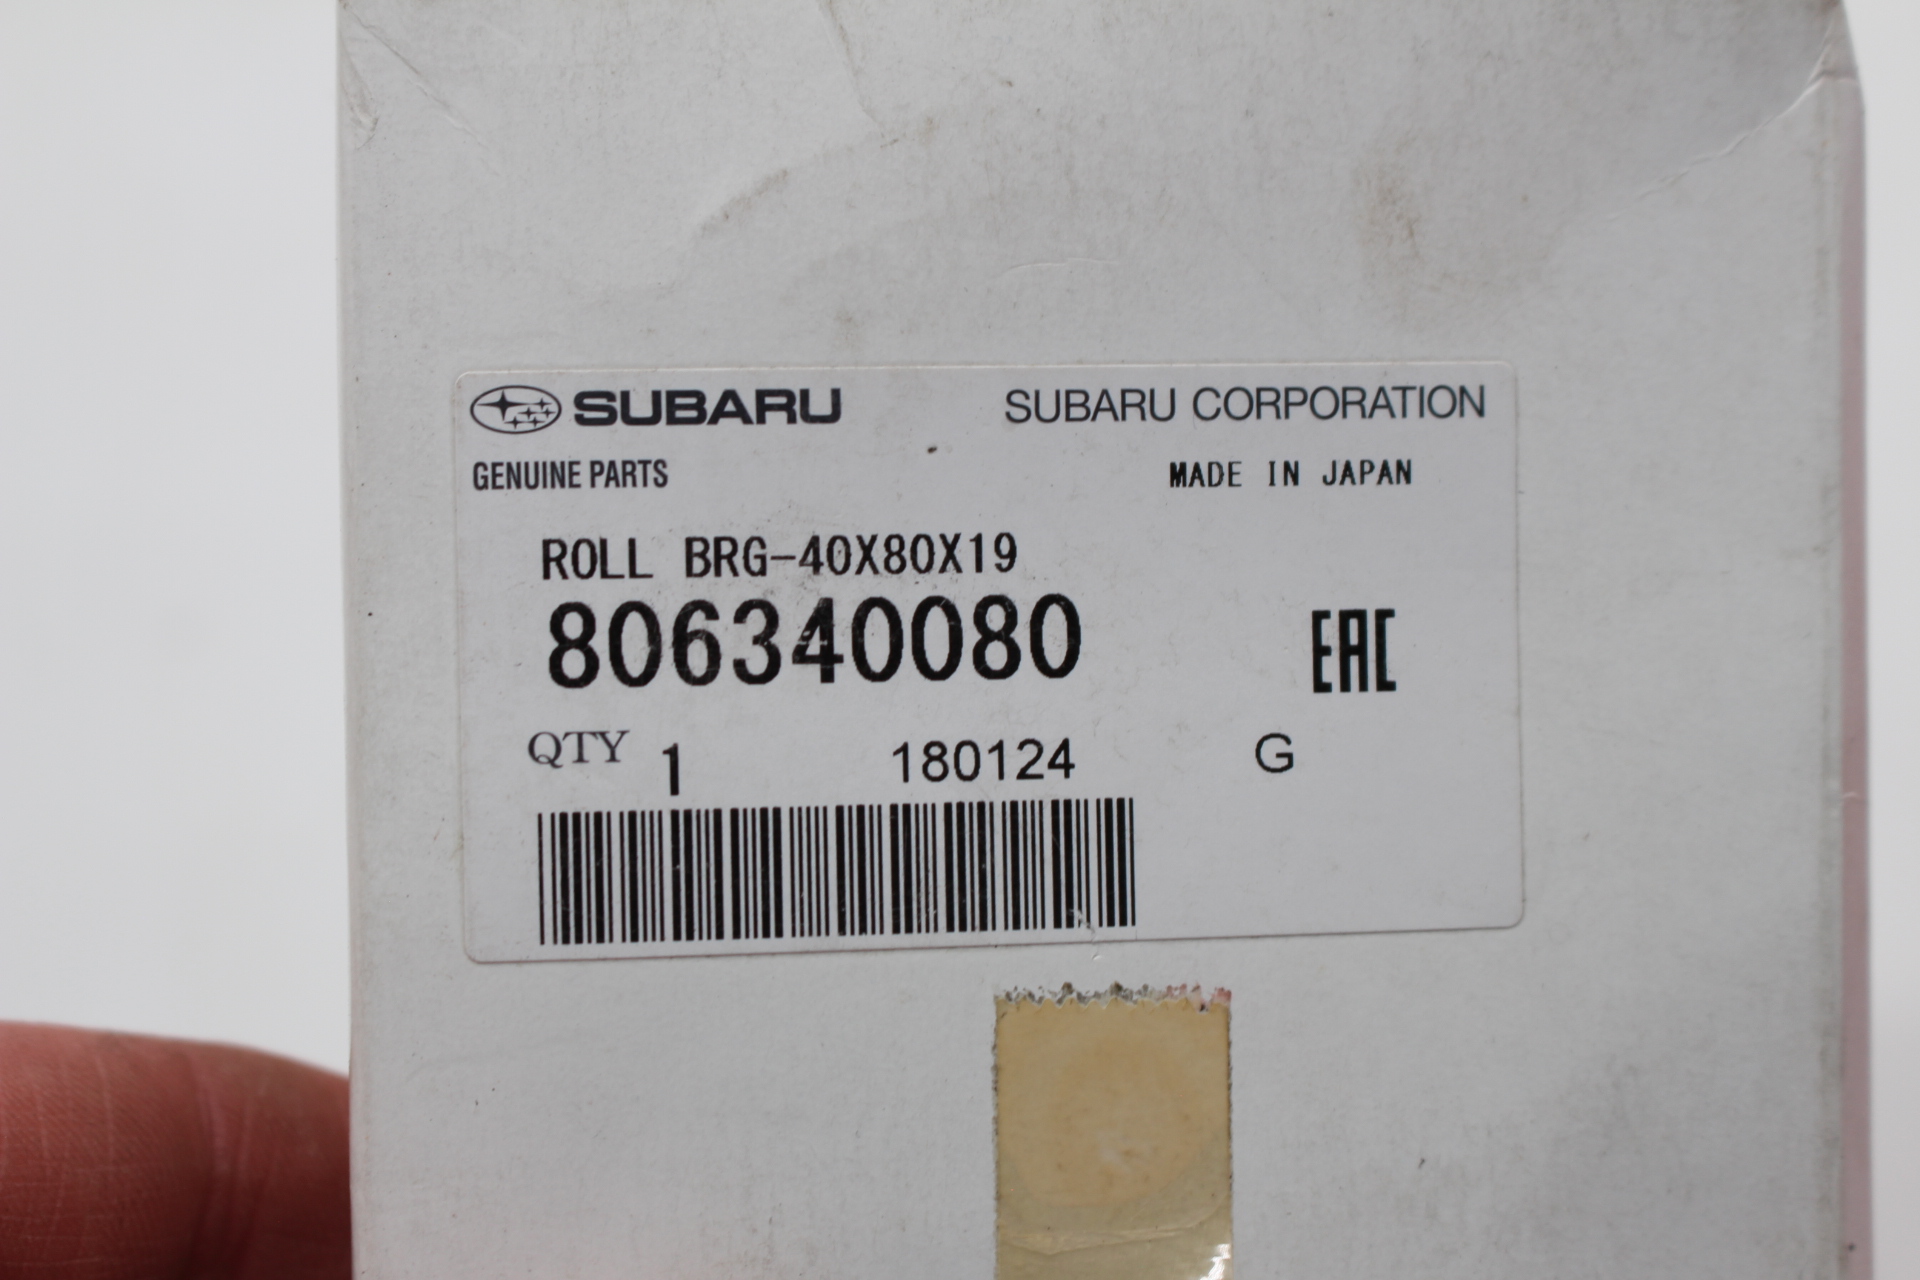 SUBARU SUBARU CORPORATION
GENUINE PARTS MADE IN JAPAN
ROLL BRG-40X80X19
806340080 EAC
QTY 1 180124 G